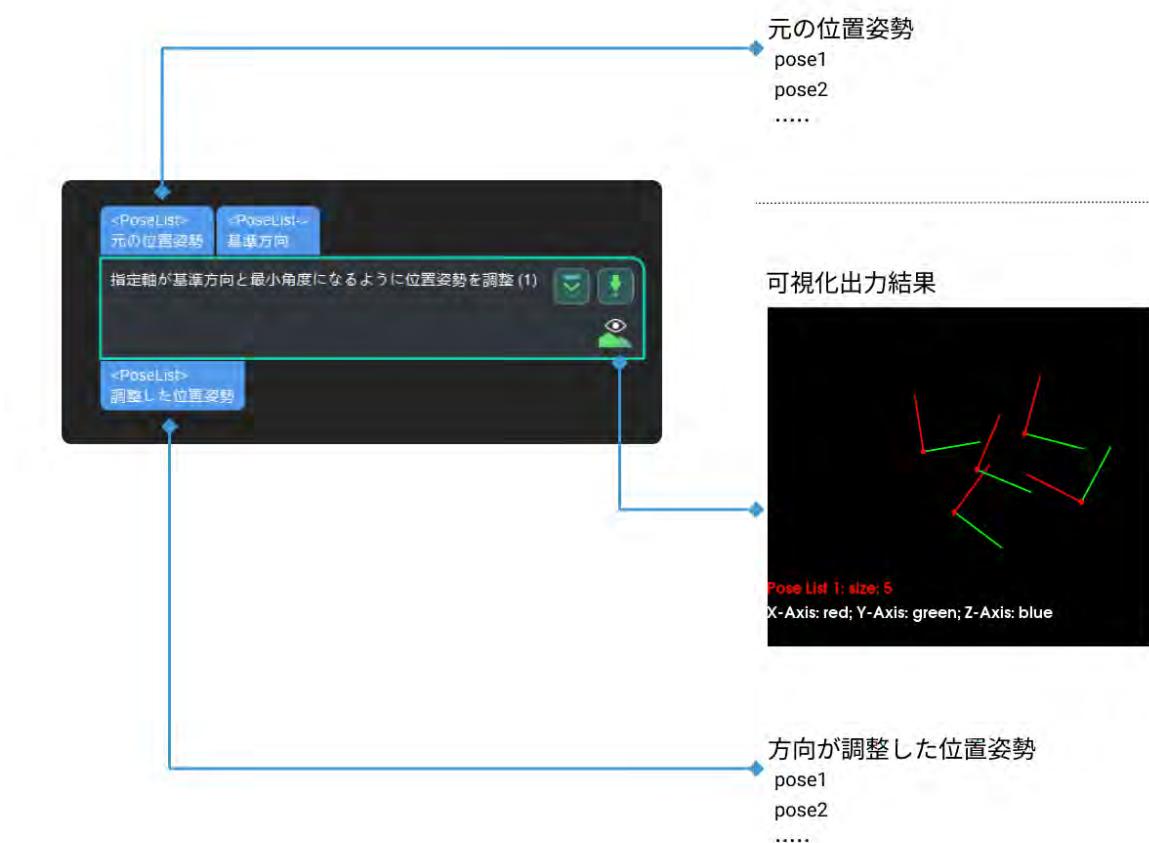 元の位置姿勢
pose1
pose2
.....
<PoseList> <PoseList>
元の位置姿勢 基準方向
指定軸が基準方向と最小角度になるように位置姿勢を調整 (1)
<PoseList>
調整した位置姿勢
可視化出力結果
Pose List 1: size: 5
X-Axis: red; Y-Axis: green; Z-Axis: blue
方向が調整した位置姿勢
pose1
pose2
.....